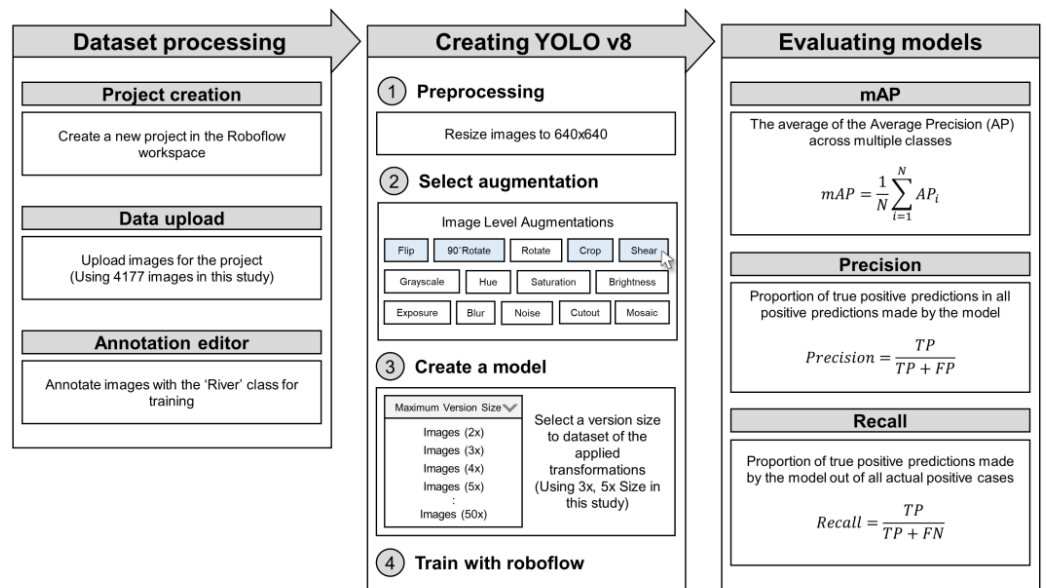 Dataset processing
Project creation
Create a new project in the Roboflow
workspace
Data upload
Upload images for the project
(Using 4177 images in this study)
Annotation editor
Annotate images with the ‘River’ class for
training
Creating YOLO v8
1 Preprocessing
Resize images to 640x640
2 Select augmentation
Image Level Augmentations
Flip 90°Rotate Rotate Crop Shear
Grayscale Hue Saturation Brightness
Exposure Blur Noise Cutout Mosaic
3 Create a model
Maximum Version Size
Images (2x)
Images (3x)
Images (4x)
Images (5x)
:
Images (50x)
Select a version size
to dataset of the
applied
transformations
(Using 3x, 5x Size in
this study)
4 Train with roboflow
Evaluating models
mAP
The average of the Average Precision (AP)
across multiple classes
mAP = 1/N ∑_{i=1}^{N} AP_i
Precision
Proportion of true positive predictions in all
positive predictions made by the model
Precision = TP / (TP + FP)
Recall
Proportion of true positive predictions made
by the model out of all actual positive cases
Recall = TP / (TP + FN)